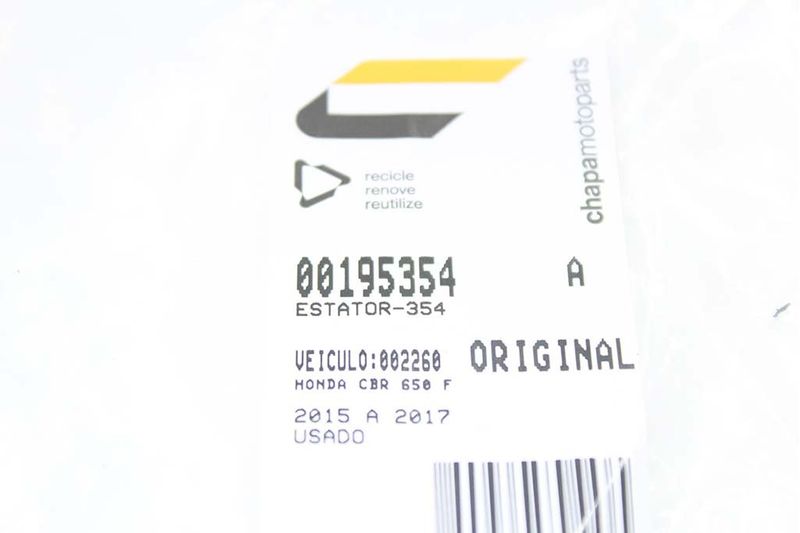 chapamotoparts
recicle
renove
reutilize
00195354 A
ESTATOR-354
VEICULO:002260 ORIGINAL
HONDA CBR 650 F
2015 A 2017
USADO